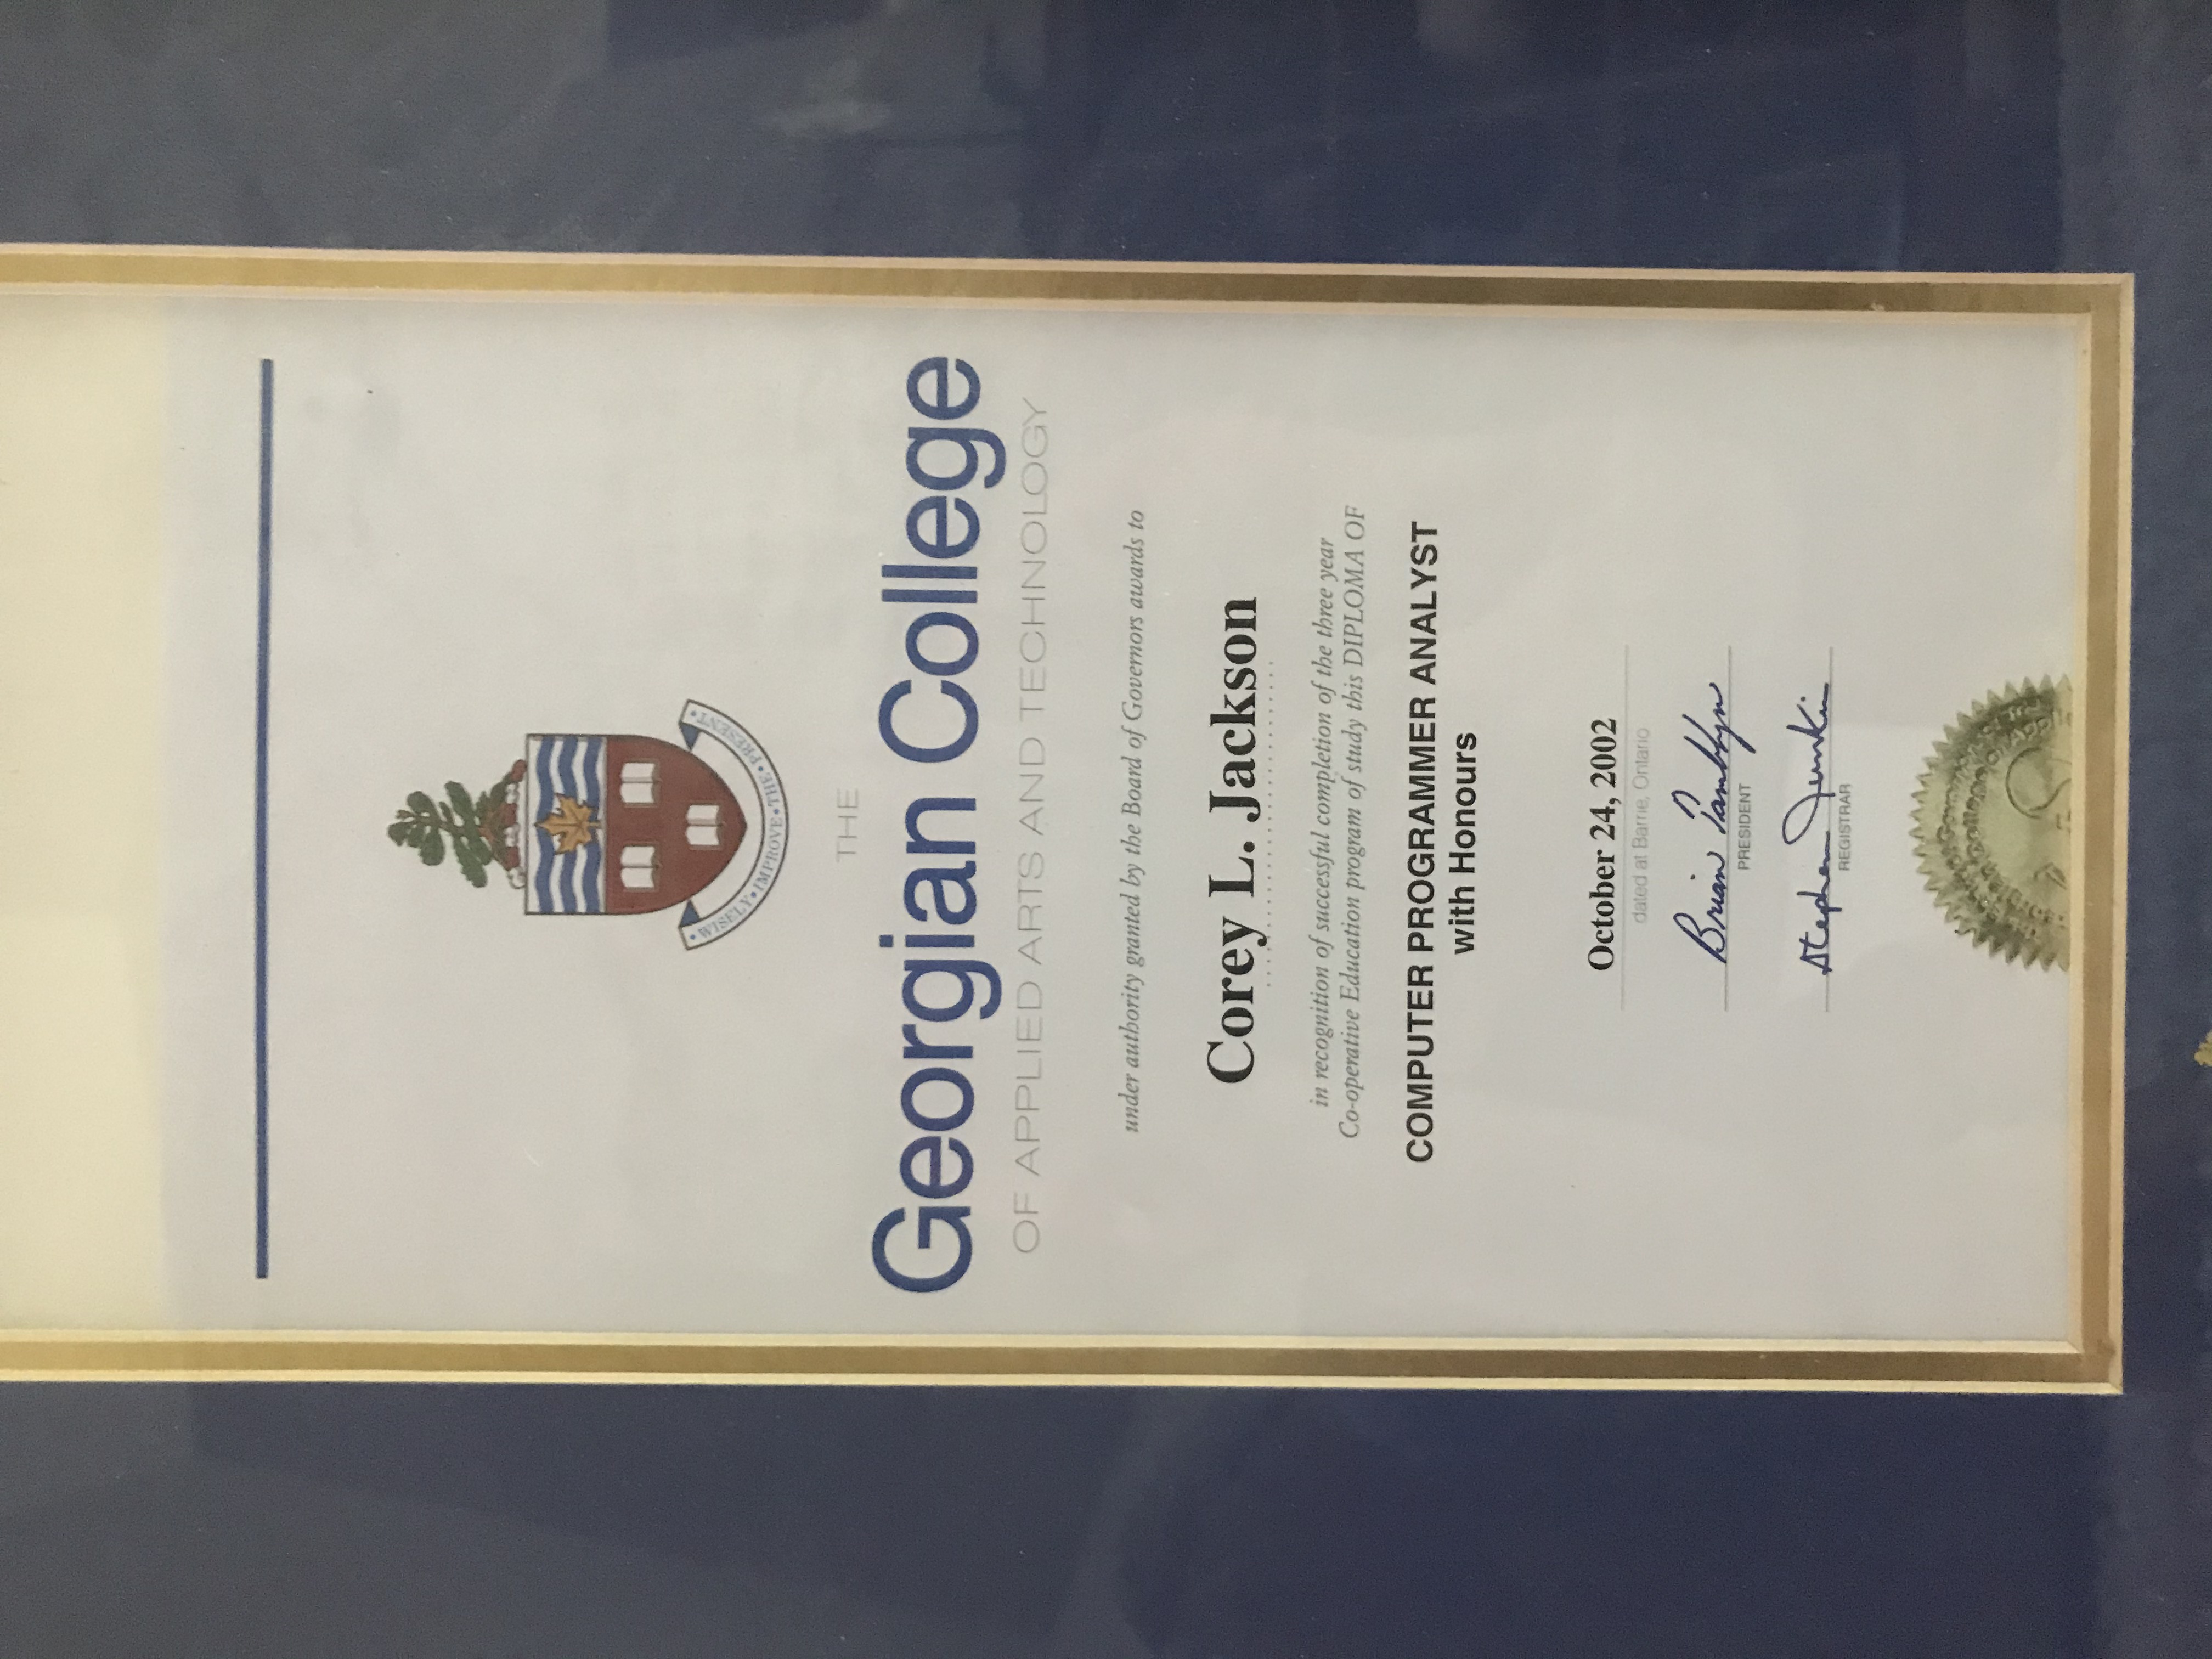 • WISELY • IMPROVE • THE • PRESENT •
THE
Georgian College
OF APPLIED ARTS AND TECHNOLOGY
under authority granted by the Board of Governors awards to
Corey L. Jackson
in recognition of successful completion of the three year
Co-operative Education program of study this DIPLOMA OF
COMPUTER PROGRAMMER ANALYST
with Honours
October 24, 2002
dated at Barrie, Ontario
Brian Tamblyn
PRESIDENT
Stephen Junkin
REGISTRAR